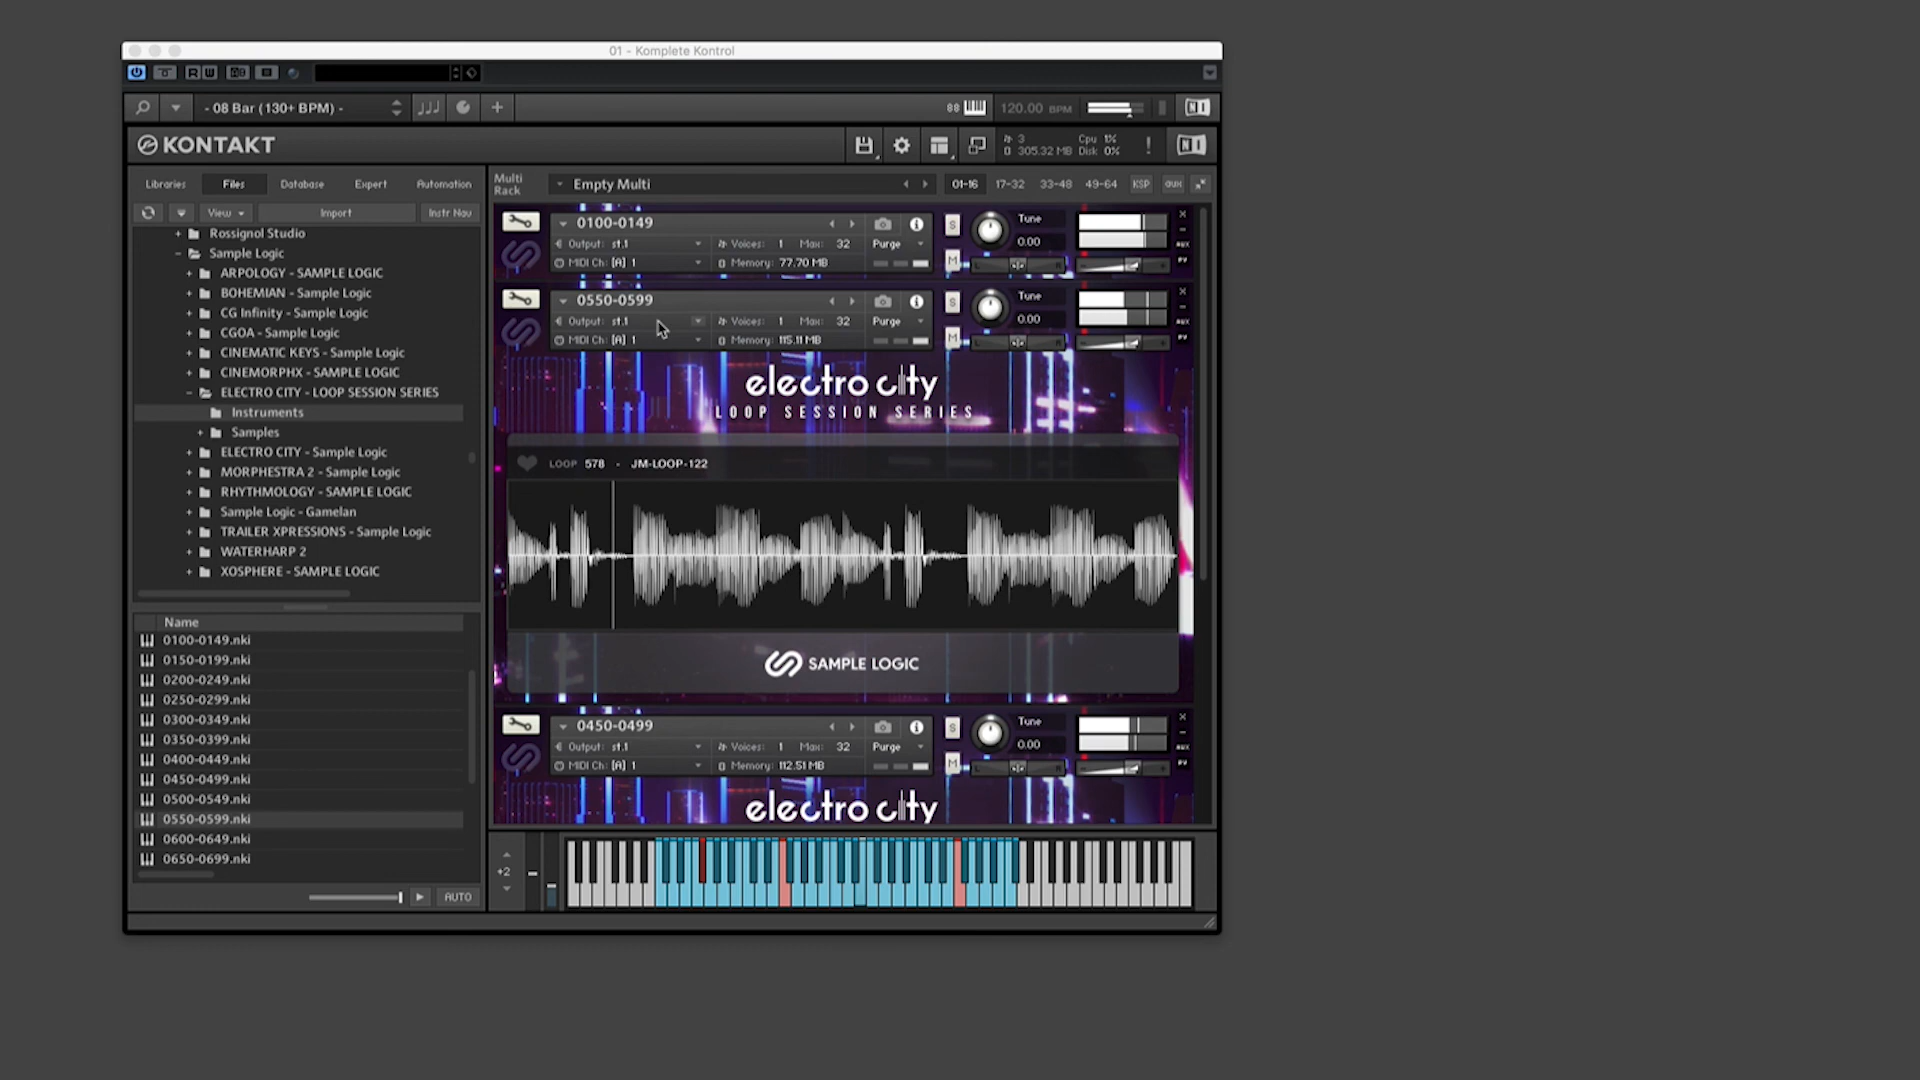 01 - Komplete Kontrol
R W
- 08 Bar (130+ BPM) -
88
120.00 BPM
KONTAKT
3
305.32 MB
Cpu 1%
Disk 0%
Libraries Files Database Expert Automation
View Import Instr Nav
Rossignol Studio
Sample Logic
ARPOLOGY - SAMPLE LOGIC
BOHEMIAN - Sample Logic
CG Infinity - Sample Logic
CGOA - Sample Logic
CINEMATIC KEYS - Sample Logic
CINEMORPHX - SAMPLE LOGIC
ELECTRO CITY - LOOP SESSION SERIES
Instruments
Samples
ELECTRO CITY - Sample Logic
MORPHESTRA 2 - Sample Logic
RHYTHMOLOGY - SAMPLE LOGIC
Sample Logic - Gamelan
TRAILER XPRESSIONS - Sample Logic
WATERHARP 2
XOSPHERE - SAMPLE LOGIC
Name
0100-0149.nki
0150-0199.nki
0200-0249.nki
0250-0299.nki
0300-0349.nki
0350-0399.nki
0400-0449.nki
0450-0499.nki
0500-0549.nki
0550-0599.nki
0600-0649.nki
0650-0699.nki
AUTO
Multi Rack
Empty Multi
01-16 17-32 33-48 49-64 KSP aux
0100-0149
Output: st.1 Voices: 1 Max: 32 Purge
MIDI Ch: [A] 1 Memory: 77.70 MB
S
M
Tune
0.00
L R
AUX
PV
0550-0599
Output: st.1 Voices: 1 Max: 32 Purge
MIDI Ch: [A] 1 Memory: 115.11 MB
S
M
Tune
0.00
AUX
PV
electro city
LOOP SESSION SERIES
LOOP 578 - JM-LOOP-122
SAMPLE LOGIC
0450-0499
Output: st.1 Voices: 1 Max: 32 Purge
MIDI Ch: [A] 1 Memory: 112.51 MB
S
M
Tune
0.00
AUX
PV
electro city
+2